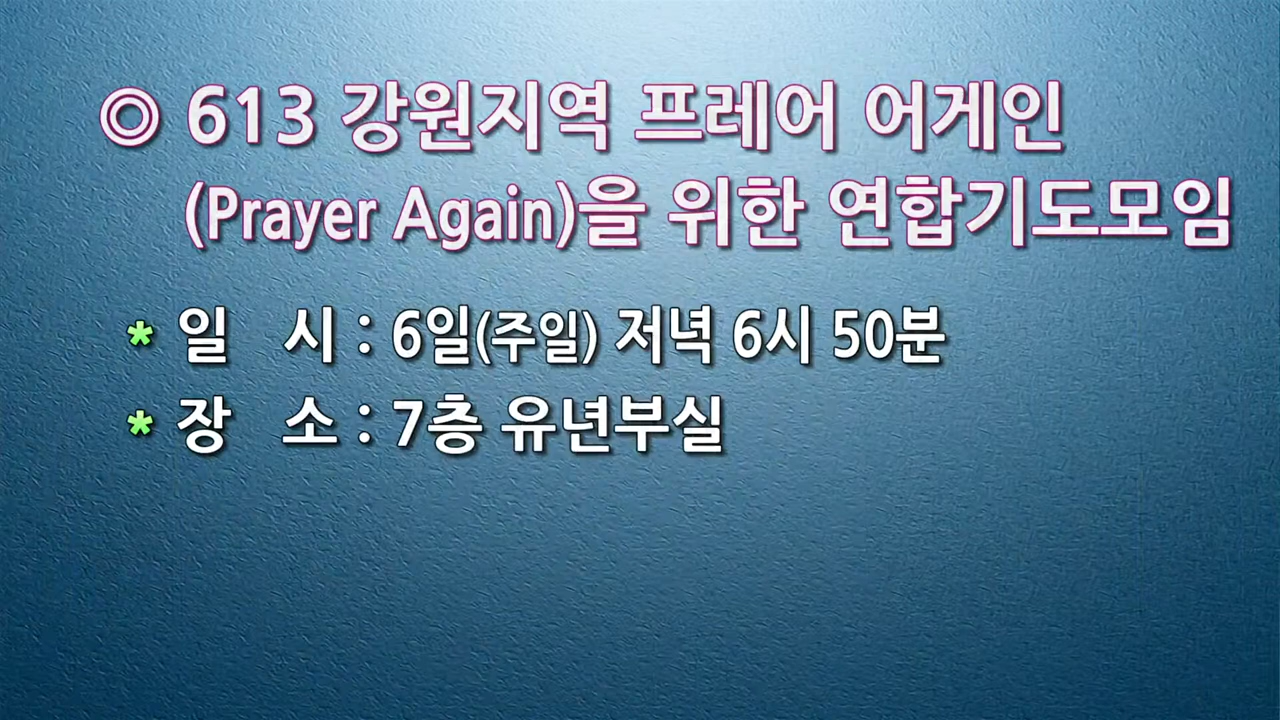 ◎ 613 강원지역 프레어 어게인
(Prayer Again)을 위한 연합기도모임
* 일 시 : 6일(주일) 저녁 6시 50분
* 장 소 : 7층 유년부실